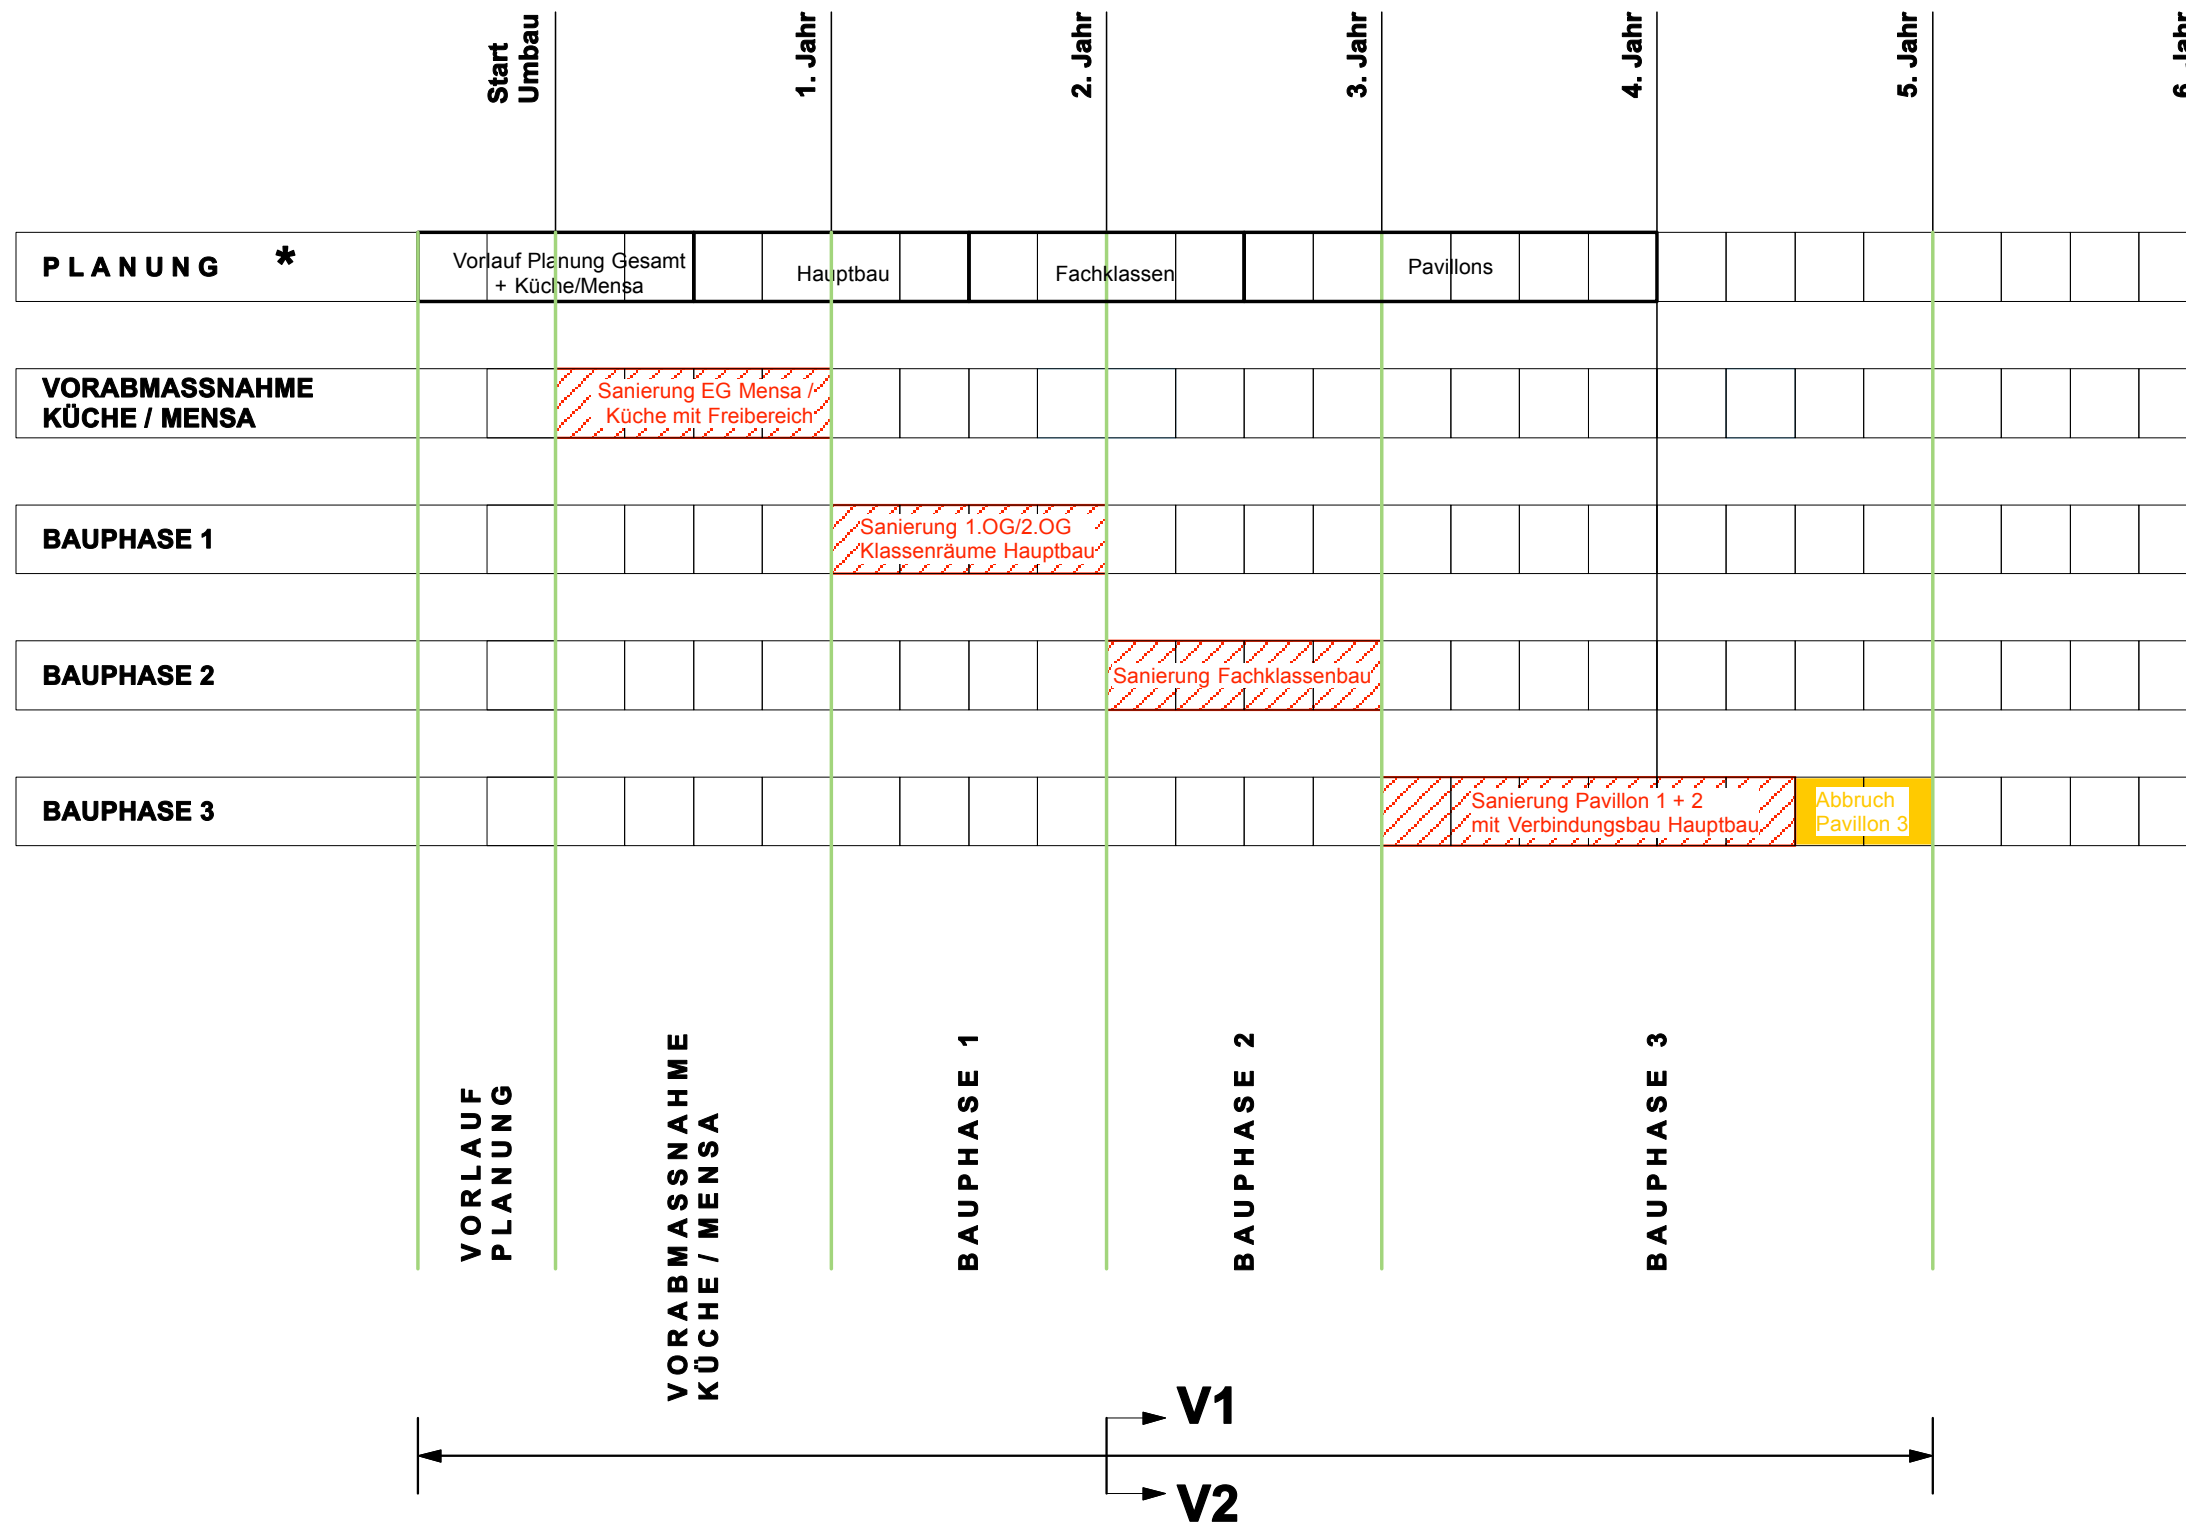 Start
Umbau
1. Jahr
2. Jahr
3. Jahr
4. Jahr
5. Jahr
6. Jahr
PLANUNG *
Vorlauf Planung Gesamt
+ Küche/Mensa
Hauptbau
Fachklassen
Pavillons
VORABMASSNAHME
KÜCHE / MENSA
Sanierung EG Mensa /
Küche mit Freibereich
BAUPHASE 1
Sanierung 1.OG/2.OG
Klassenräume Hauptbau
BAUPHASE 2
Sanierung Fachklassenbau
BAUPHASE 3
Sanierung Pavillon 1 + 2
mit Verbindungsbau Hauptbau
Abbruch
Pavillon 3
VORLAUF
PLANUNG
VORABMASSNAHME
KÜCHE / MENSA
BAUPHASE 1
BAUPHASE 2
BAUPHASE 3
V1
V2